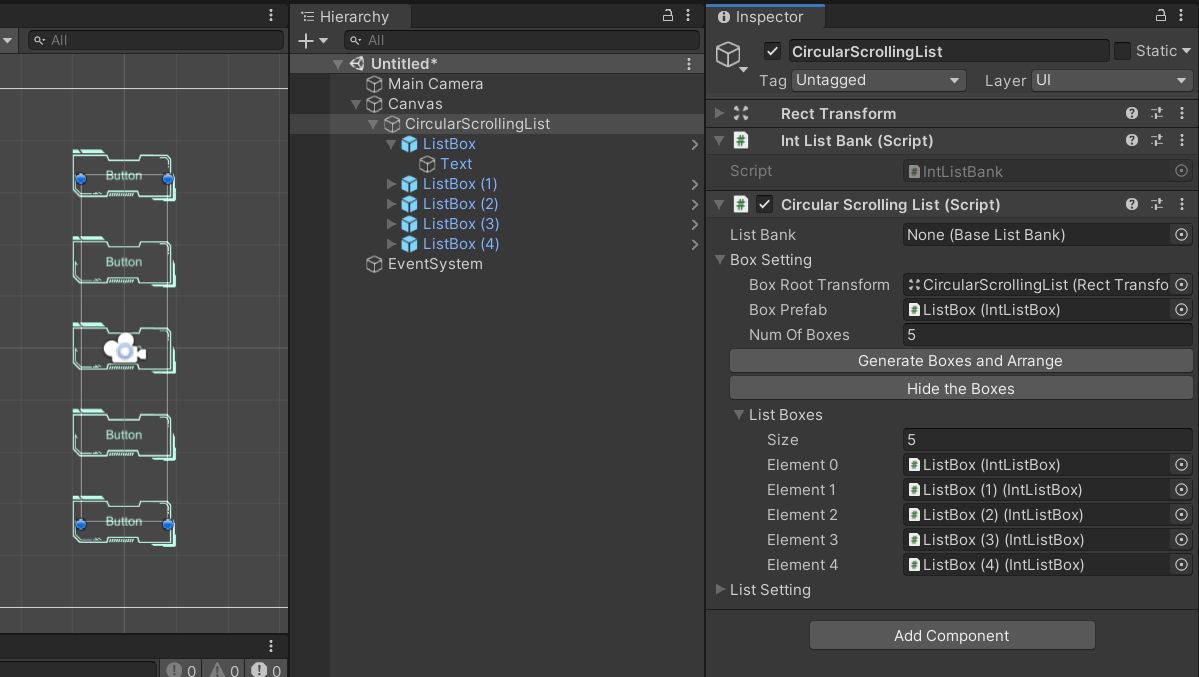 All
Button
Button
Button
Button
0
0
0
Hierarchy
All
Untitled*
Main Camera
Canvas
CircularScrollingList
ListBox
Text
ListBox (1)
ListBox (2)
ListBox (3)
ListBox (4)
EventSystem
Inspector
CircularScrollingList
Static
Tag Untagged Layer UI
Rect Transform
Int List Bank (Script)
Script IntListBank
Circular Scrolling List (Script)
List Bank None (Base List Bank)
Box Setting
Box Root Transform CircularScrollingList (Rect Transfo
Box Prefab ListBox (IntListBox)
Num Of Boxes 5
Generate Boxes and Arrange
Hide the Boxes
List Boxes
Size 5
Element 0 ListBox (IntListBox)
Element 1 ListBox (1) (IntListBox)
Element 2 ListBox (2) (IntListBox)
Element 3 ListBox (3) (IntListBox)
Element 4 ListBox (4) (IntListBox)
List Setting
Add Component